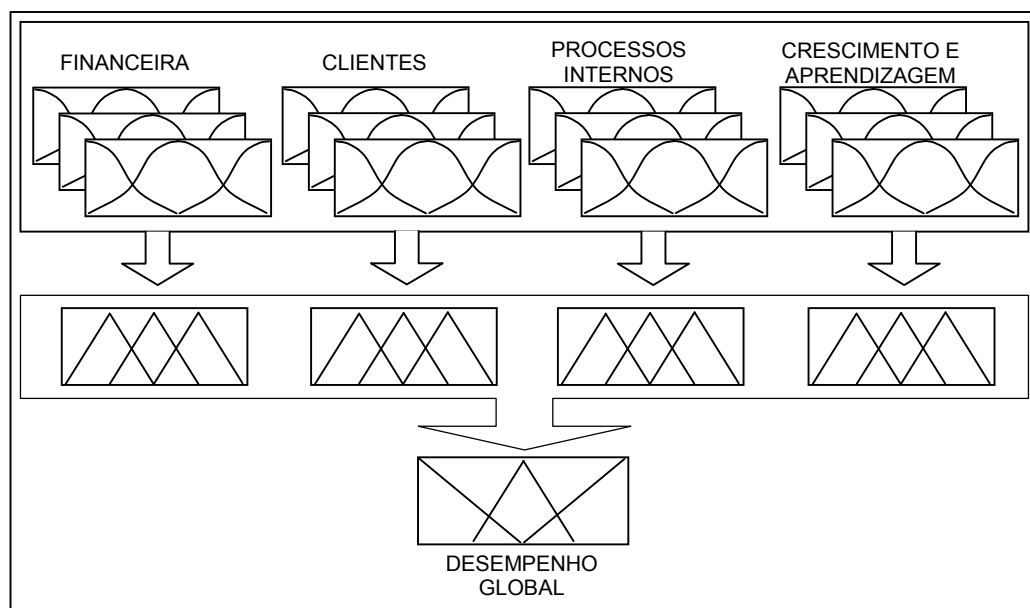 FINANCEIRA
CLIENTES
PROCESSOS
INTERNOS
CRESCIMENTO E
APRENDIZAGEM
DESEMPENHO
GLOBAL